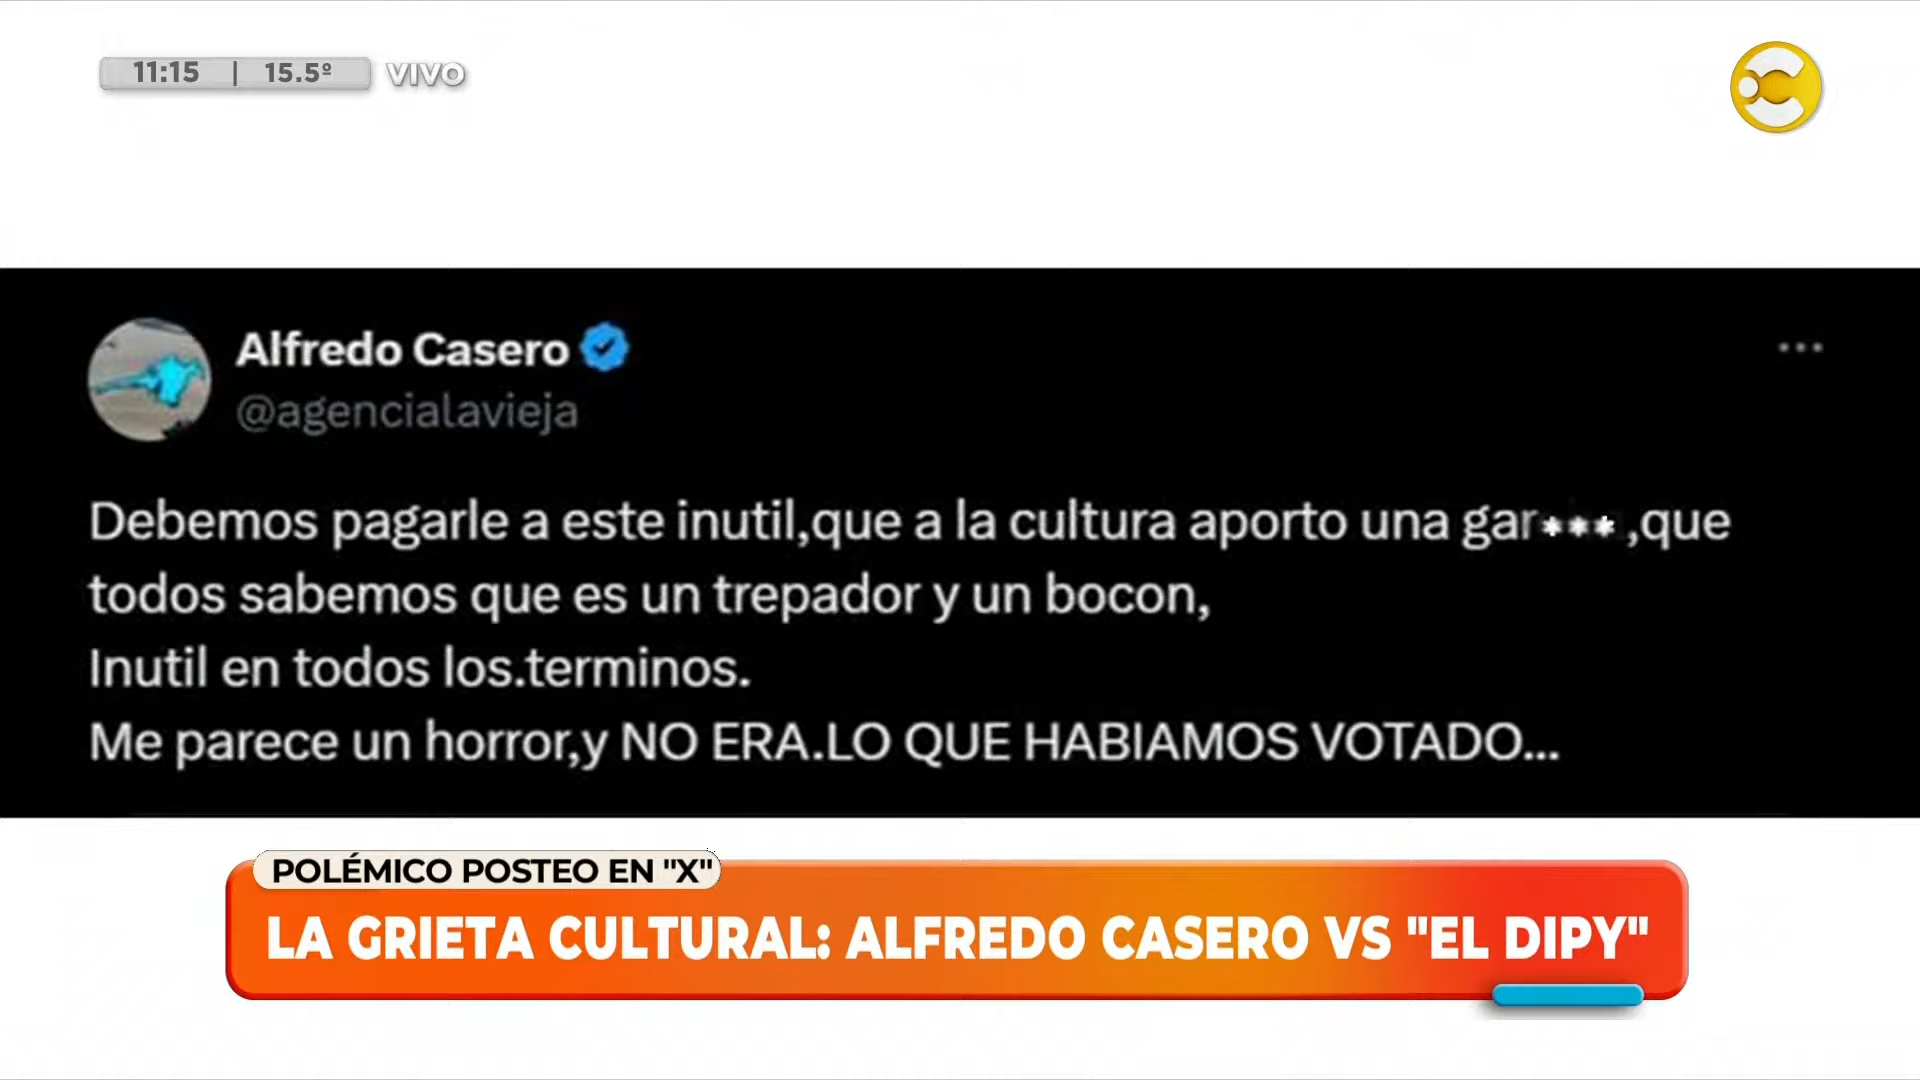 11:15 | 15.5º VIVO
Alfredo Casero
@agencialavieja
Debemos pagarle a este inutil,que a la cultura aporto una gar*** ,que
todos sabemos que es un trepador y un bocon,
Inutil en todos los.terminos.
Me parece un horror,y NO ERA.LO QUE HABIAMOS VOTADO...
POLÉMICO POSTEO EN "X"
LA GRIETA CULTURAL: ALFREDO CASERO VS "EL DIPY"